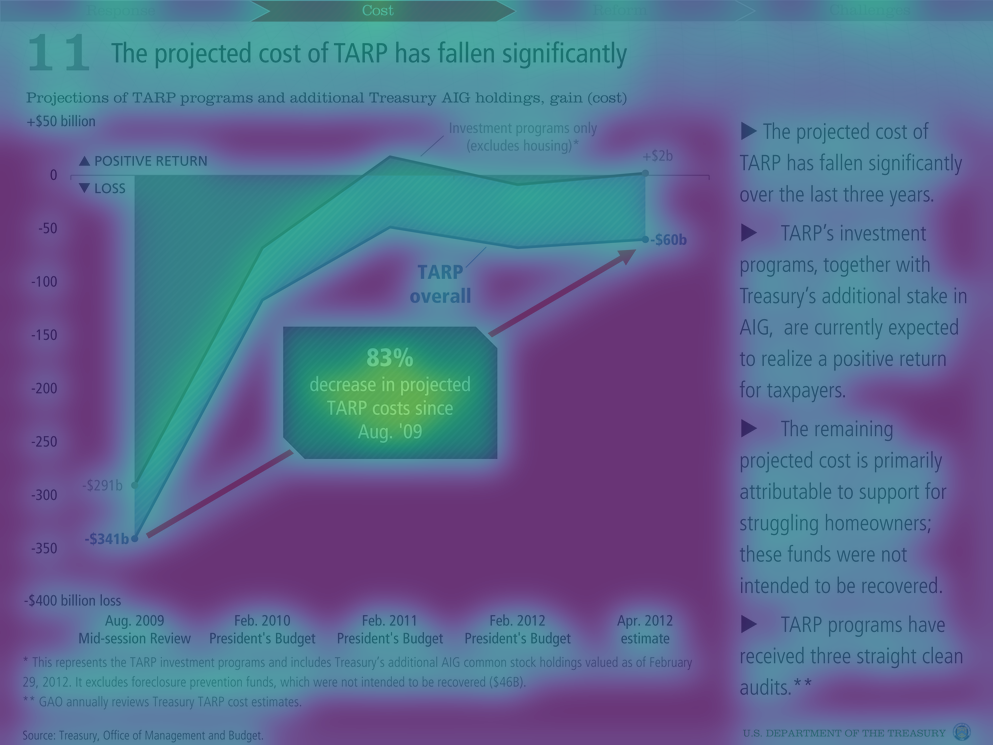 Cost
11 The projected cost of TARP has fallen significantly
Projections of TARP programs and additional Treasury AIG holdings, gain (cost)
+$50 billion
Investment programs only
(excludes housing)*
▲ POSITIVE RETURN
+$2b
0
▼ LOSS
-50
-$60b
TARP
overall
-100
-150
83%
decrease in projected
TARP costs since
Aug. '09
-200
-250
-$291b
-300
-$341b
-350
-$400 billion loss
Aug. 2009
Mid-session Review
Feb. 2010
President's Budget
Feb. 2011
President's Budget
Feb. 2012
President's Budget
Apr. 2012
estimate
* This represents the TARP investment programs and includes Treasury's additional AIG common stock holdings valued as of February
29, 2012. It excludes foreclosure prevention funds, which were not intended to be recovered ($46B).
** GAO annually reviews Treasury TARP cost estimates.
Source: Treasury, Office of Management and Budget.
▶ The projected cost of
TARP has fallen significantly
over the last three years.
▶ TARP's investment
programs, together with
Treasury's additional stake in
AIG, are currently expected
to realize a positive return
for taxpayers.
▶ The remaining
projected cost is primarily
attributable to support for
struggling homeowners;
these funds were not
intended to be recovered.
▶ TARP programs have
received three straight clean
audits.**
U.S. DEPARTMENT OF THE TREASURY